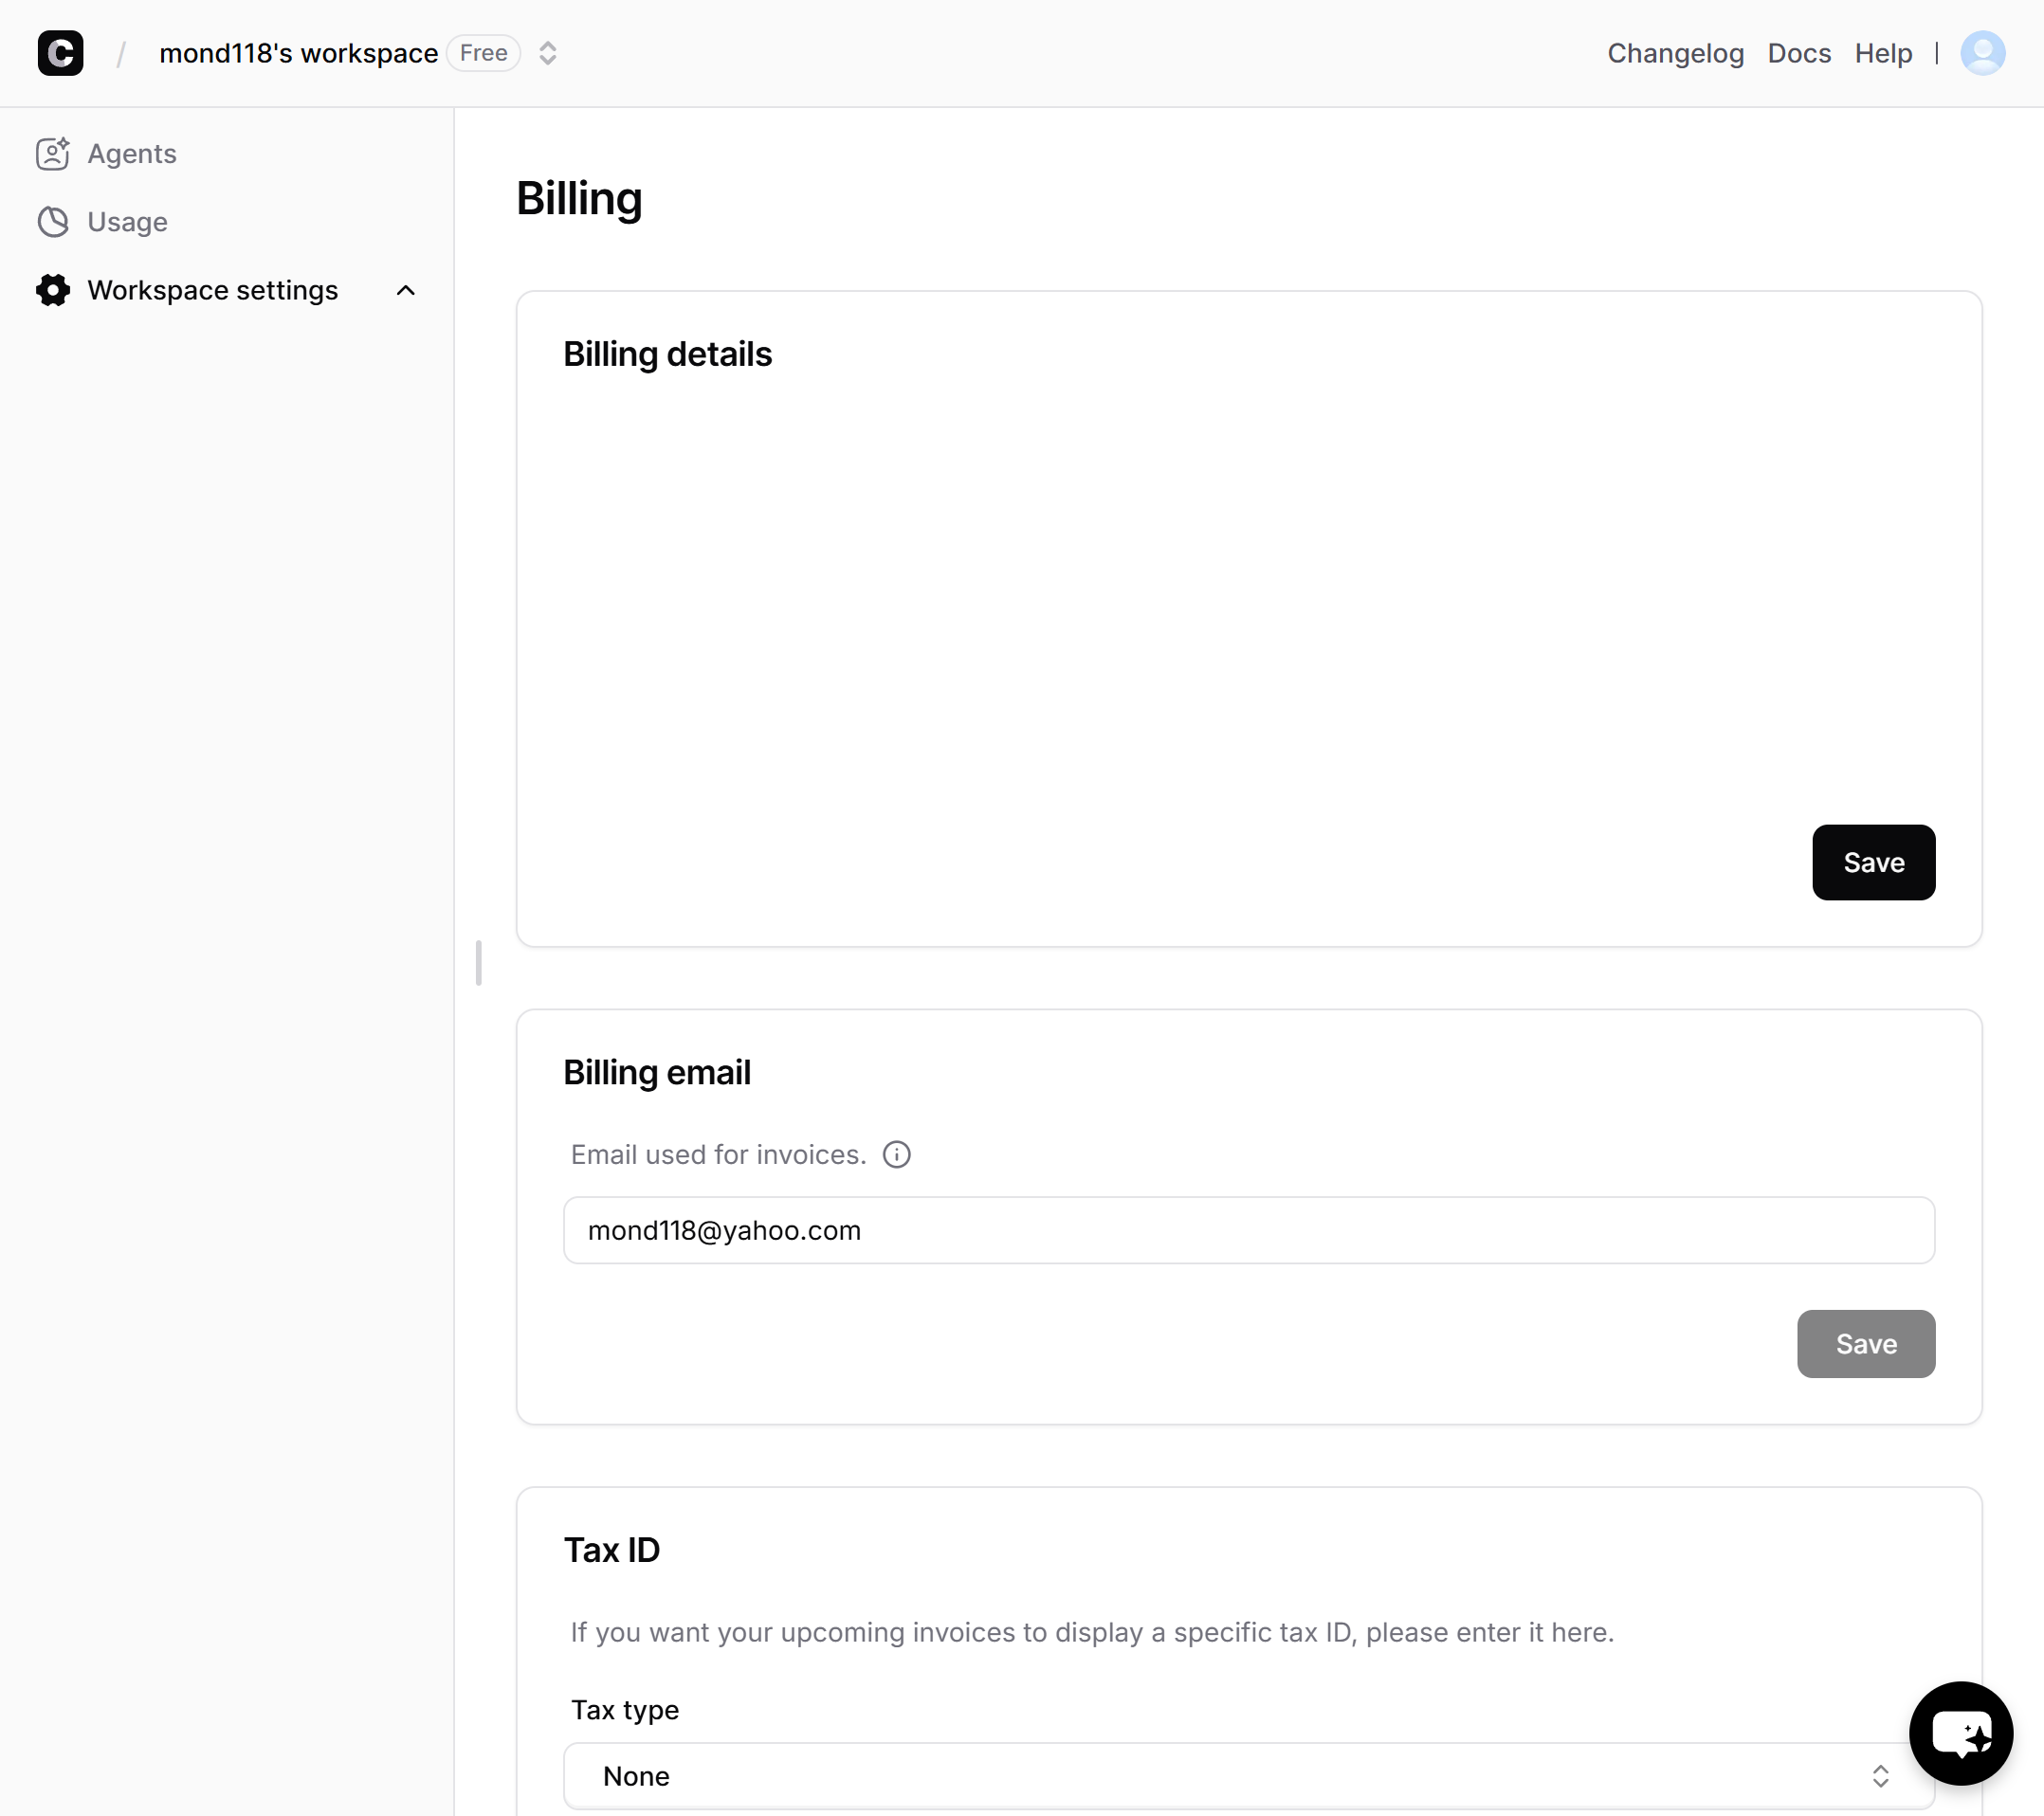 C / mond118's workspace Free Changelog Docs Help |
Agents
Usage
Workspace settings
Billing
Billing details
Save
Billing email
Email used for invoices.
mond118@yahoo.com
Save
Tax ID
If you want your upcoming invoices to display a specific tax ID, please enter it here.
Tax type
None